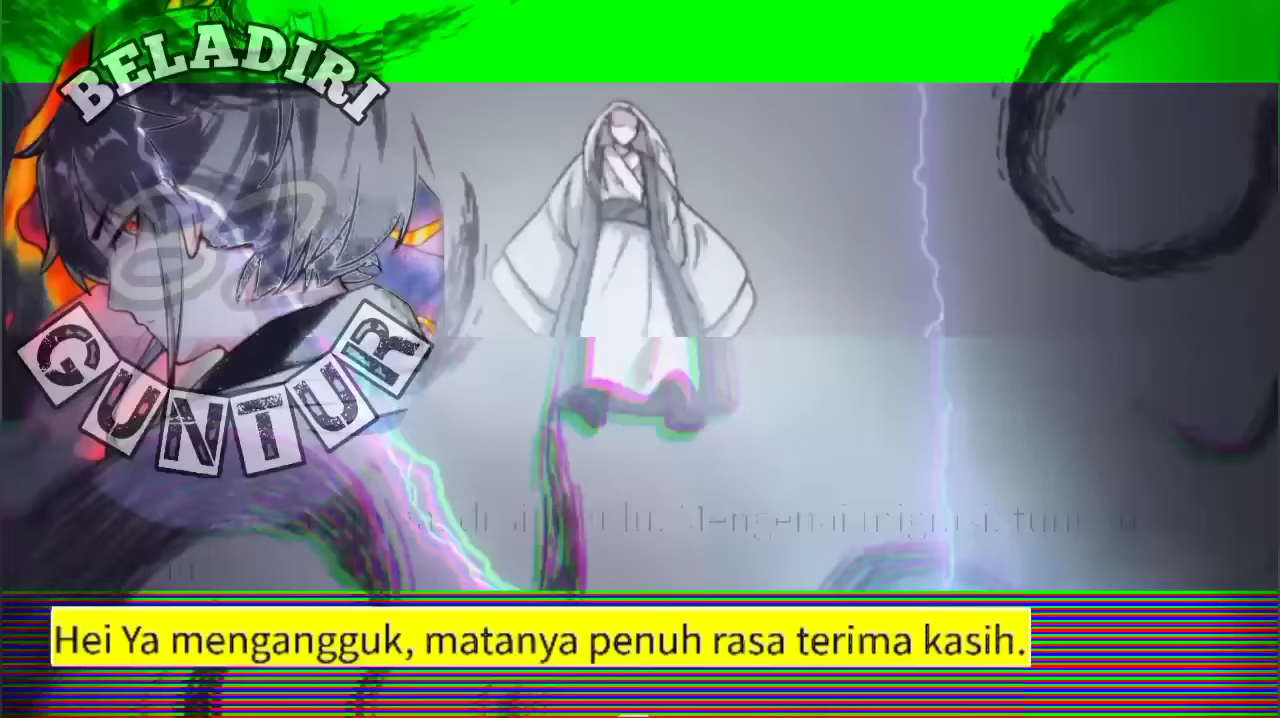 BELADIRI
GUNTUR
Hei Ya mengangguk, matanya penuh rasa terima kasih.